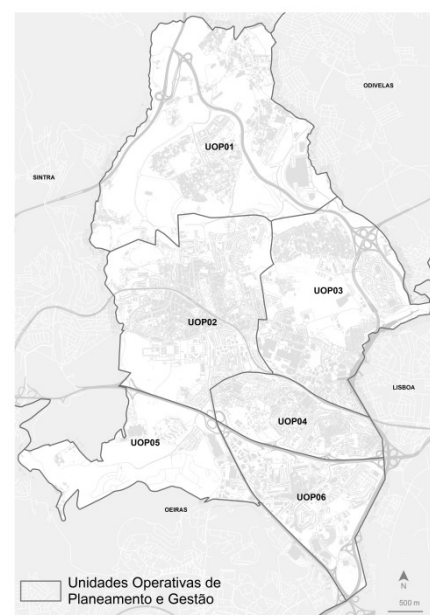 ODIVELAS
UOP01
SINTRA
UOP03
UOP02
LISBOA
UOP04
UOP05
OEIRAS
UOP06
Unidades Operativas de
Planeamento e Gestão
N
500 m